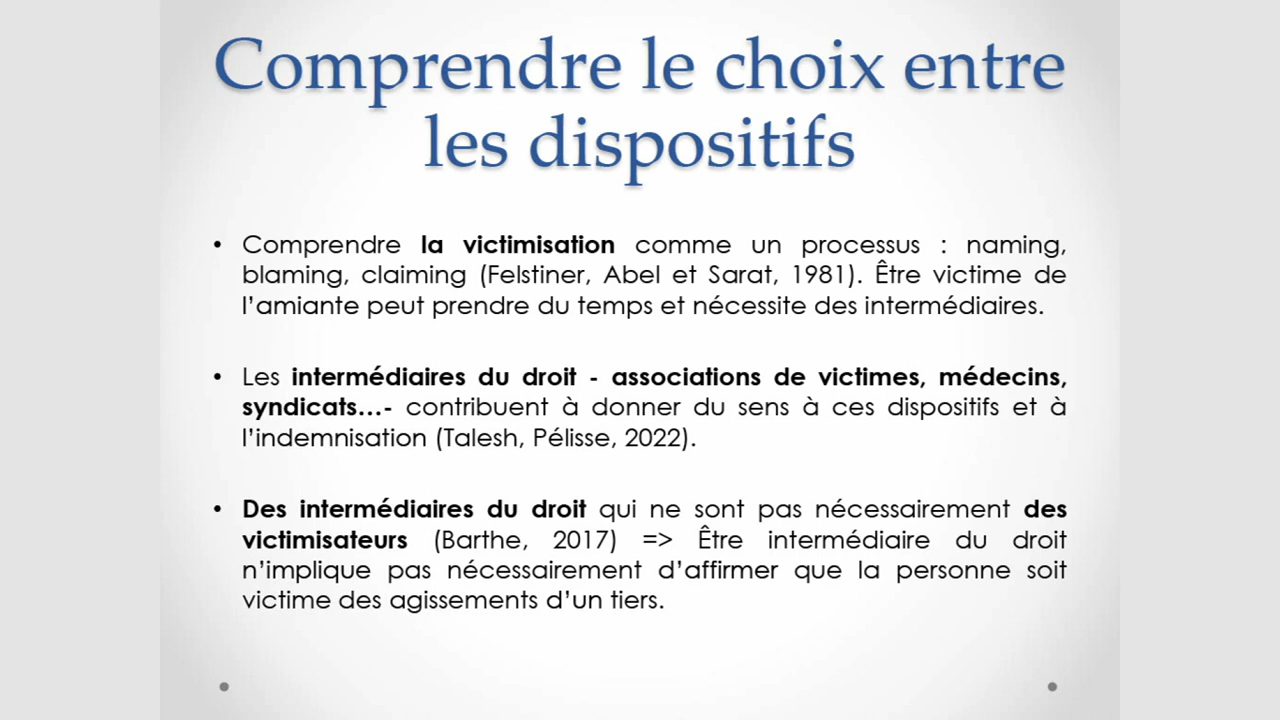 Comprendre le choix entre
les dispositifs
• Comprendre la victimisation comme un processus : naming,
blaming, claiming (Felstiner, Abel et Sarat, 1981). Être victime de
l’amiante peut prendre du temps et nécessite des intermédiaires.
• Les intermédiaires du droit - associations de victimes, médecins,
syndicats…- contribuent à donner du sens à ces dispositifs et à
l’indemnisation (Talesh, Pélisse, 2022).
• Des intermédiaires du droit qui ne sont pas nécessairement des
victimisateurs (Barthe, 2017) => Être intermédiaire du droit
n’implique pas nécessairement d’affirmer que la personne soit
victime des agissements d’un tiers.